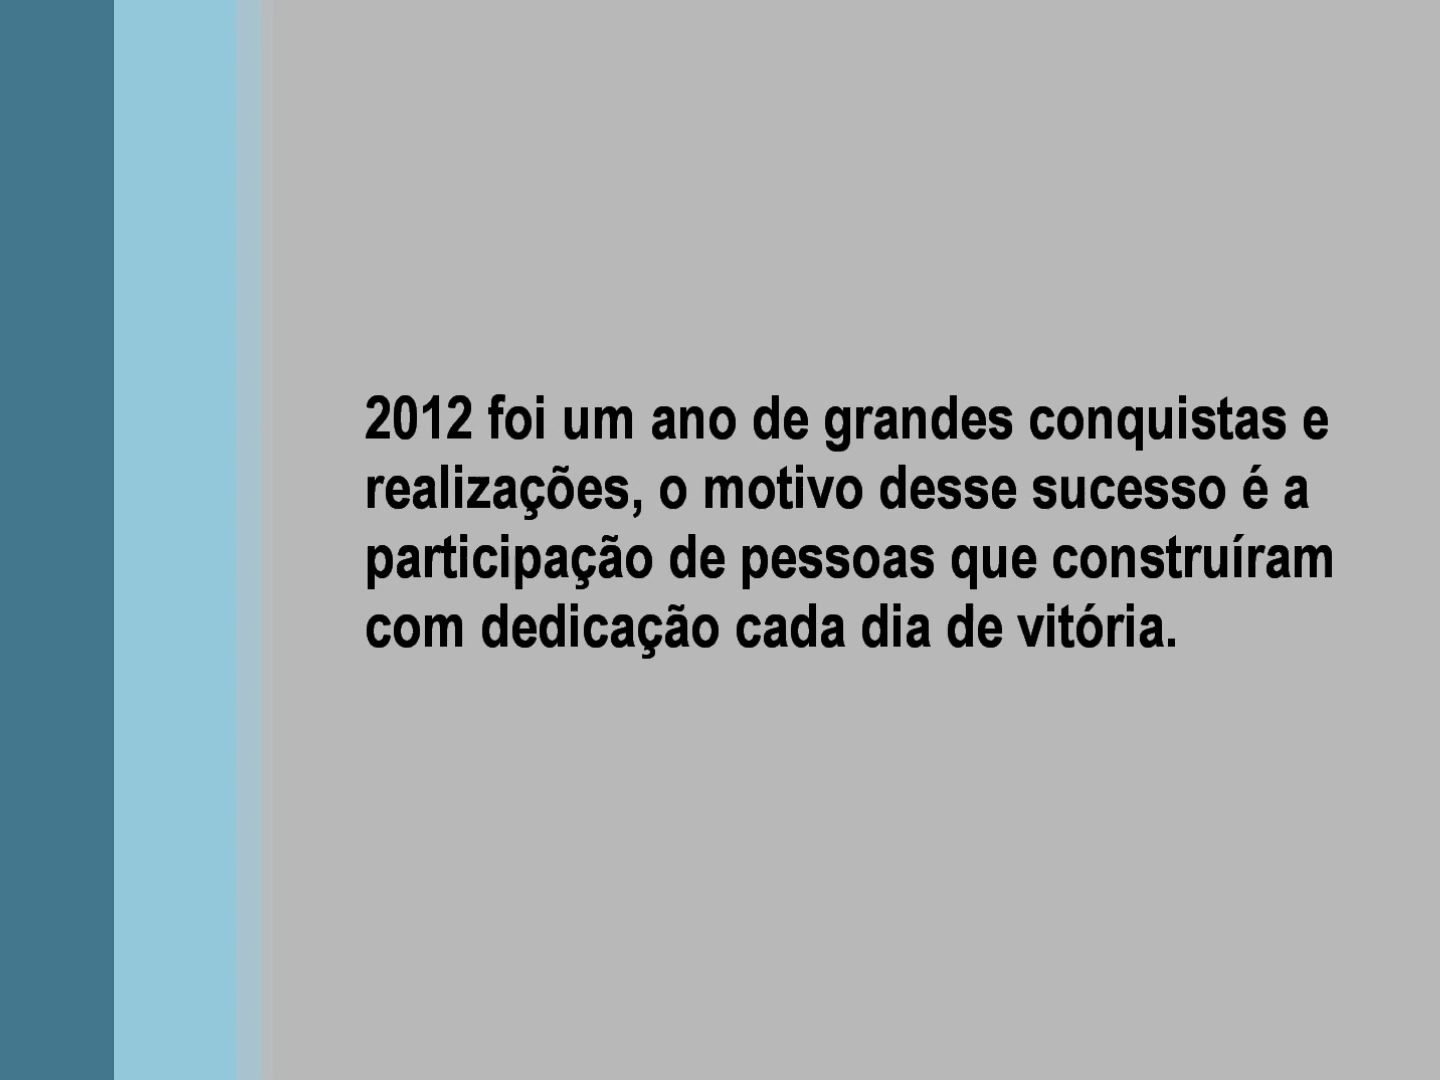 2012 foi um ano de grandes conquistas e
realizações, o motivo desse sucesso é a
participação de pessoas que construíram
com dedicação cada dia de vitória.